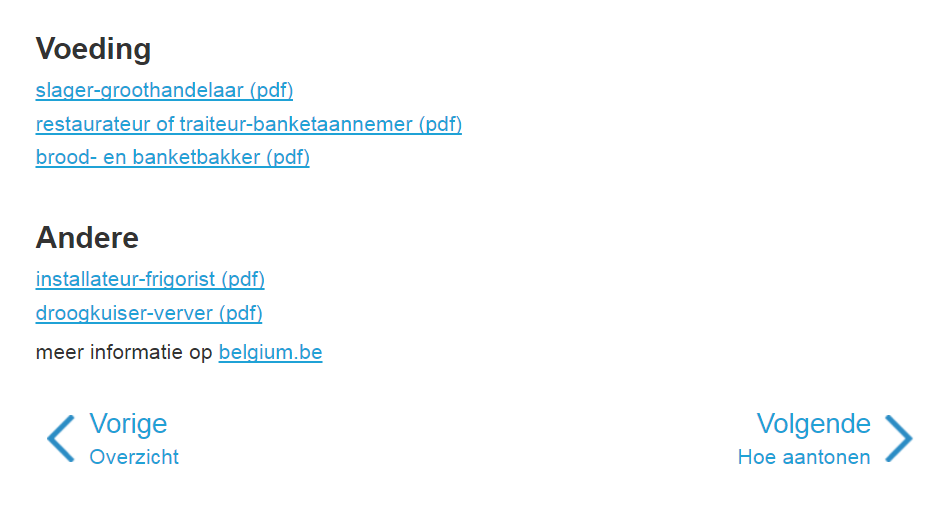 Voeding
slager-groothandelaar (pdf)
restaurateur of traiteur-banketaannemer (pdf)
brood- en banketbakker (pdf)
Andere
installateur-frigorist (pdf)
droogkuiser-verver (pdf)
meer informatie op belgium.be
Vorige
Overzicht
Volgende
Hoe aantonen